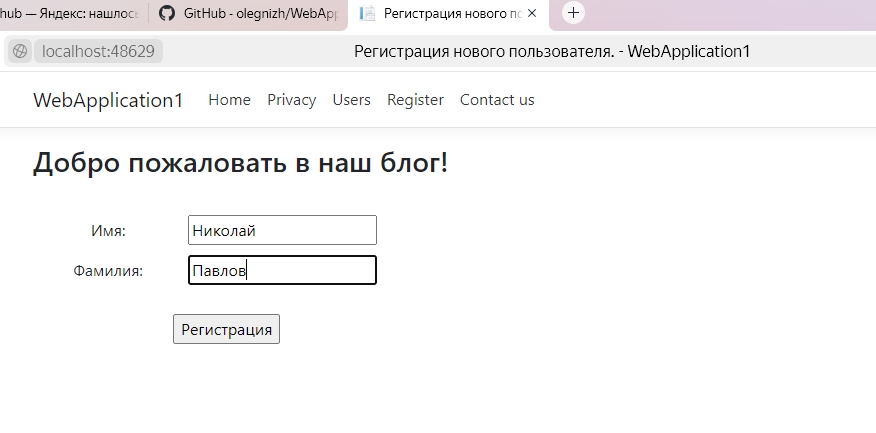 hub — Яндекс: нашлось GitHub - olegnizh/WebApp Регистрация нового по
localhost:48629 Регистрация нового пользователя. - WebApplication1
WebApplication1 Home Privacy Users Register Contact us
Добро пожаловать в наш блог!
Имя: Николай
Фамилия: Павлов
Регистрация